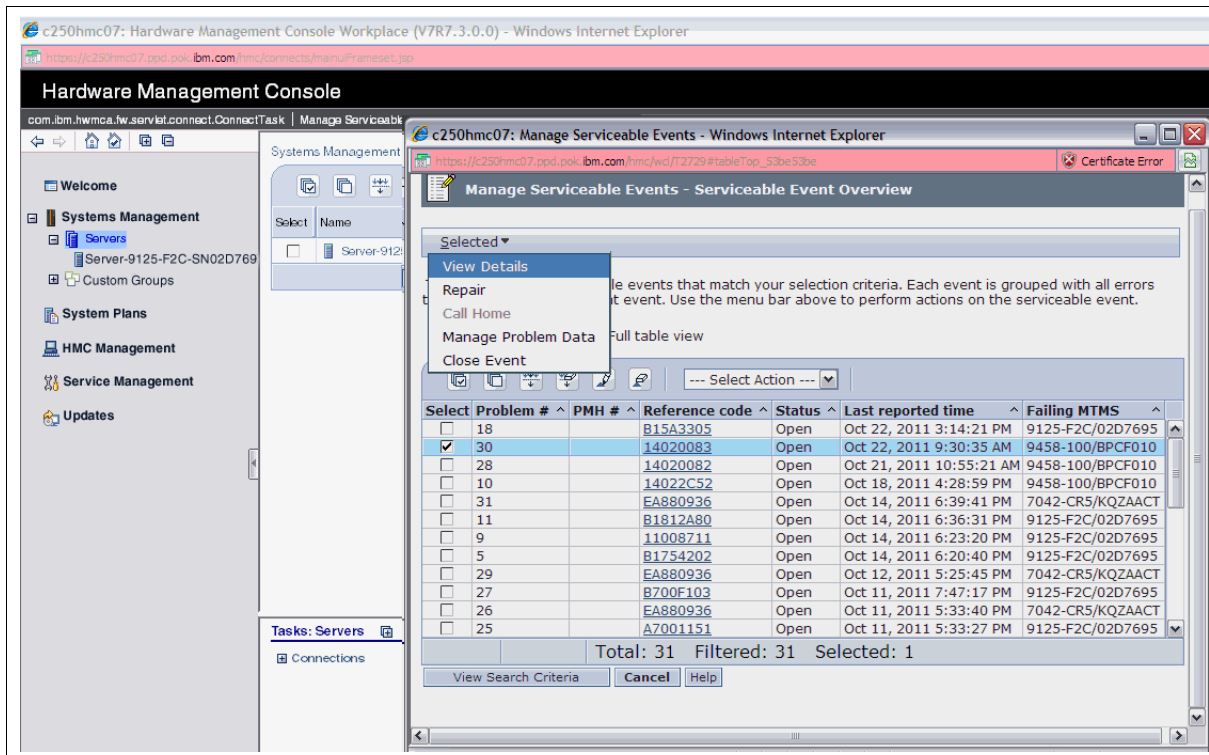 c250hmc07: Hardware Management Console Workplace (V7R7.3.0.0) - Windows Internet Explorer
https://c250hmc07.ppd.pok.ibm.com/hmc/connects/mainuiFrameset.jsp
Hardware Management Console
com.ibm.hwmca.fw.servlet.connect.ConnectTask | Manage Serviceabl
Welcome
Systems Management
Servers
Server-9125-F2C-SN02D769
Custom Groups
System Plans
HMC Management
Service Management
Updates
Systems Management
Select Name
Server-912
Tasks: Servers
Connections
c250hmc07: Manage Serviceable Events - Windows Internet Explorer
https://c250hmc07.ppd.pok.ibm.com/hmc/wcl/T2729#tableTop_53be53be
Certificate Error
Manage Serviceable Events - Serviceable Event Overview
Selected
View Details
Repair
Call Home
Manage Problem Data
Close Event
le events that match your selection criteria. Each event is grouped with all errors
t t event. Use the menu bar above to perform actions on the serviceable event.
Full table view
--- Select Action ---
Select Problem # ^ PMH # ^ Reference code ^ Status ^ Last reported time ^ Failing MTMS ^
18 B15A3305 Open Oct 22, 2011 3:14:21 PM 9125-F2C/02D7695
30 14020083 Open Oct 22, 2011 9:30:35 AM 9458-100/BPCF010
28 14020082 Open Oct 21, 2011 10:55:21 AM 9458-100/BPCF010
10 14022C52 Open Oct 18, 2011 4:28:59 PM 9458-100/BPCF010
31 EA880936 Open Oct 14, 2011 6:39:41 PM 7042-CR5/KQZAACT
11 B1812A80 Open Oct 14, 2011 6:36:31 PM 9125-F2C/02D7695
9 11008711 Open Oct 14, 2011 6:23:20 PM 9125-F2C/02D7695
5 B1754202 Open Oct 14, 2011 6:20:40 PM 9125-F2C/02D7695
29 EA880936 Open Oct 12, 2011 5:25:45 PM 7042-CR5/KQZAACT
27 B700F103 Open Oct 11, 2011 7:47:17 PM 9125-F2C/02D7695
26 EA880936 Open Oct 11, 2011 5:33:40 PM 7042-CR5/KQZAACT
25 A7001151 Open Oct 11, 2011 5:33:27 PM 9125-F2C/02D7695
Total: 31 Filtered: 31 Selected: 1
View Search Criteria Cancel Help